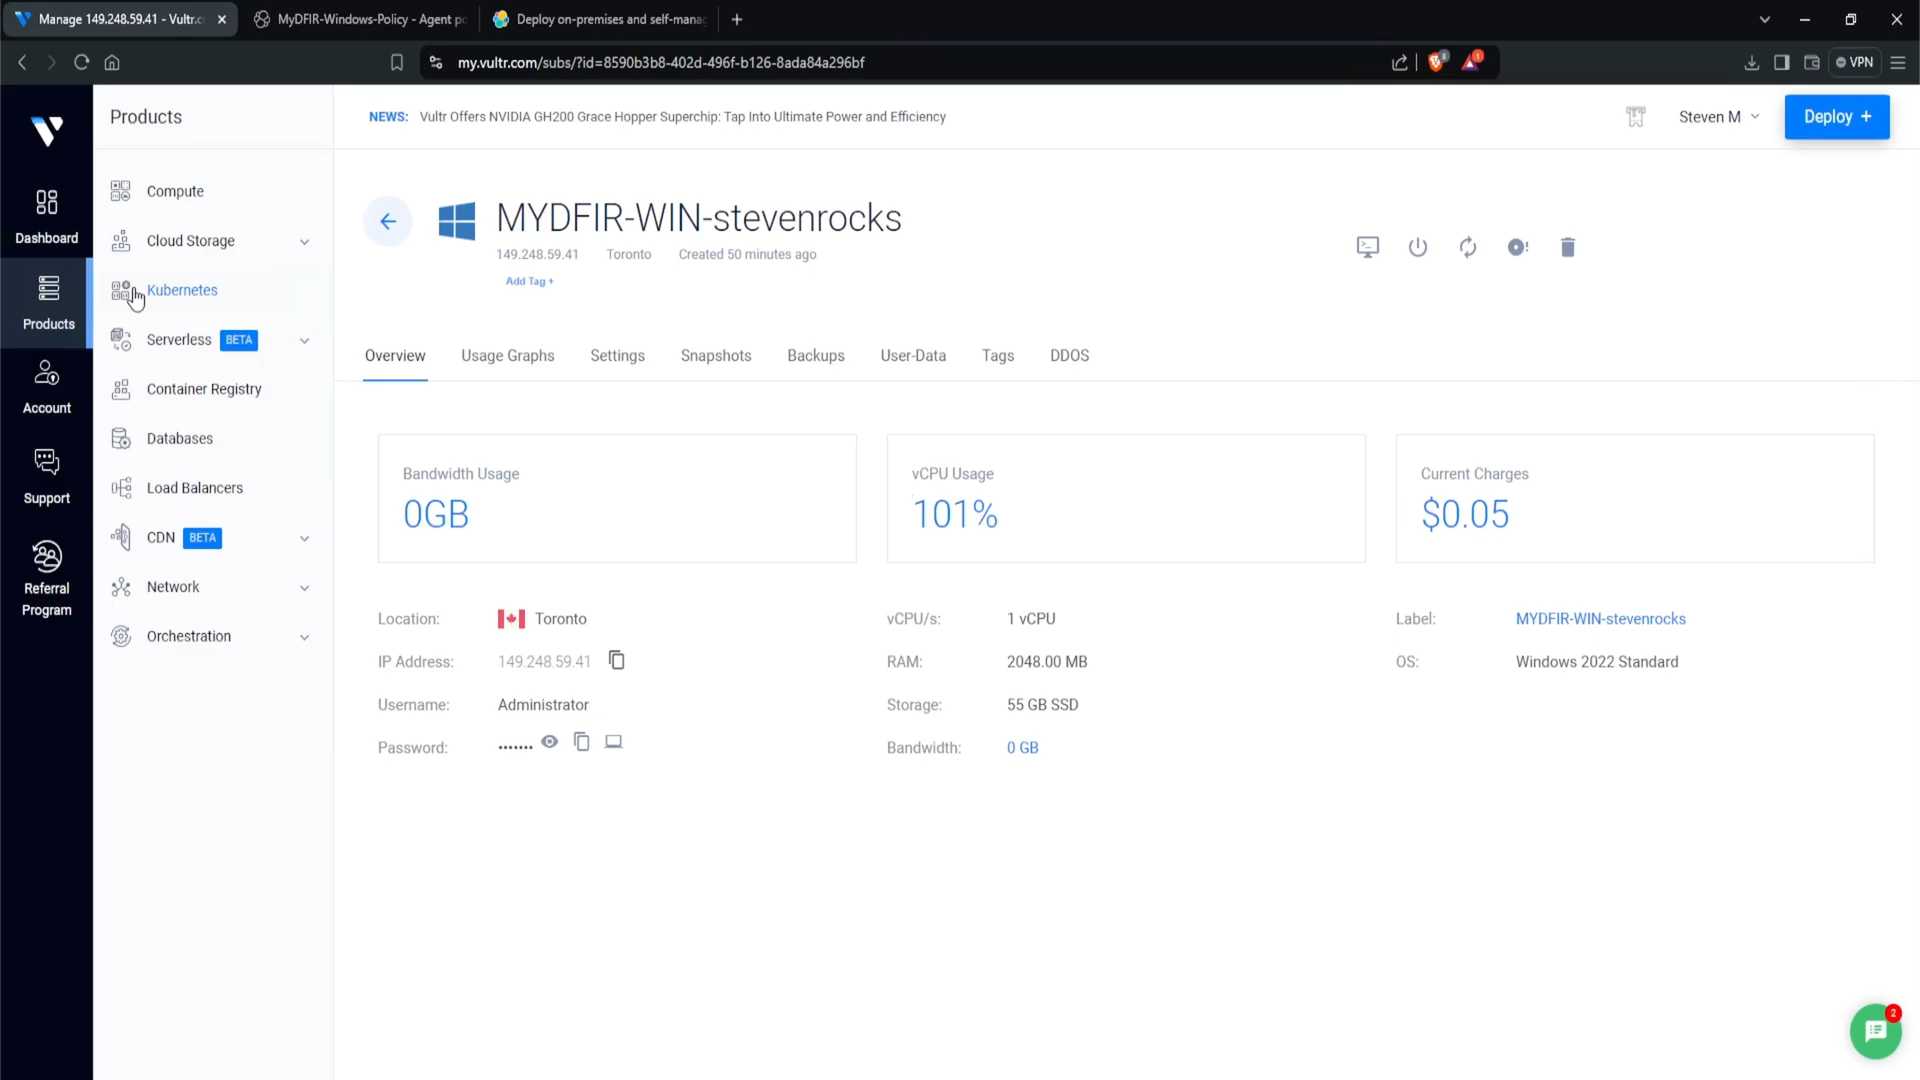 Manage 149.248.59.41 - Vultr.c
MyDFIR-Windows-Policy - Agent po
Deploy on-premises and self-mana
my.vultr.com/subs/?id=8590b3b8-402d-496f-b126-8ada84a296bf
3
1
VPN
Products
NEWS: Vultr Offers NVIDIA GH200 Grace Hopper Superchip: Tap Into Ultimate Power and Efficiency
Steven M
Deploy +
Dashboard
Products
Account
Support
Referral
Program
Compute
Cloud Storage
Kubernetes
Serverless BETA
Container Registry
Databases
Load Balancers
CDN BETA
Network
Orchestration
MYDFIR-WIN-stevenrocks
149.248.59.41 Toronto Created 50 minutes ago
Add Tag +
Overview Usage Graphs Settings Snapshots Backups User-Data Tags DDOS
Bandwidth Usage
0GB
vCPU Usage
101%
Current Charges
$0.05
Location: Toronto
IP Address: 149.248.59.41
Username: Administrator
Password: •••••••
vCPU/s: 1 vCPU
RAM: 2048.00 MB
Storage: 55 GB SSD
Bandwidth: 0 GB
Label: MYDFIR-WIN-stevenrocks
OS: Windows 2022 Standard
2